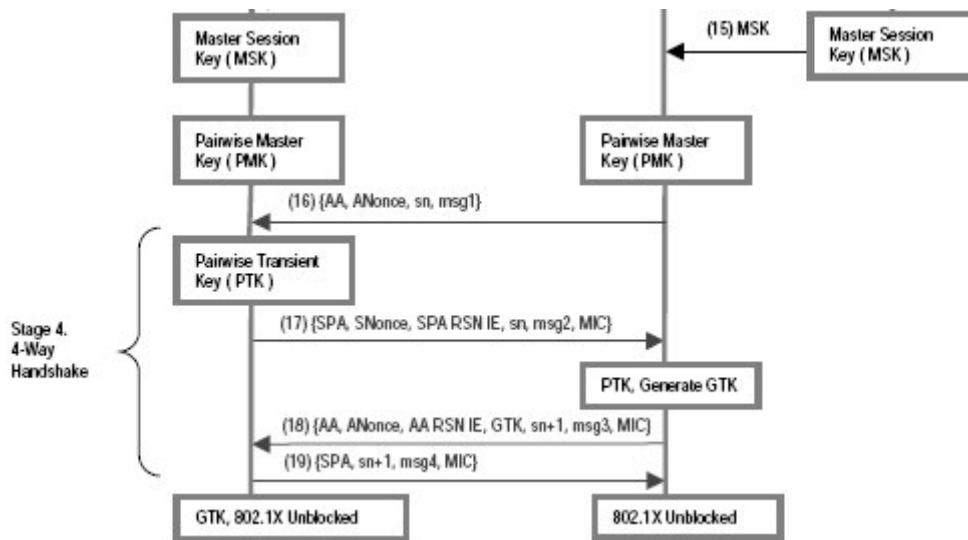 Master Session
Key ( MSK )
(15) MSK
Master Session
Key ( MSK )
Pairwise Master
Key ( PMK )
Pairwise Master
Key ( PMK )
(16) {AA, ANonce, sn, msg1}
Pairwise Transient
Key ( PTK )
(17) {SPA, SNonce, SPA RSN IE, sn, msg2, MIC}
Stage 4.
4-Way
Handshake
PTK, Generate GTK
(18) {AA, ANonce, AA RSN IE, GTK, sn+1, msg3, MIC}
(19) {SPA, sn+1, msg4, MIC}
GTK, 802.1X Unblocked
802.1X Unblocked